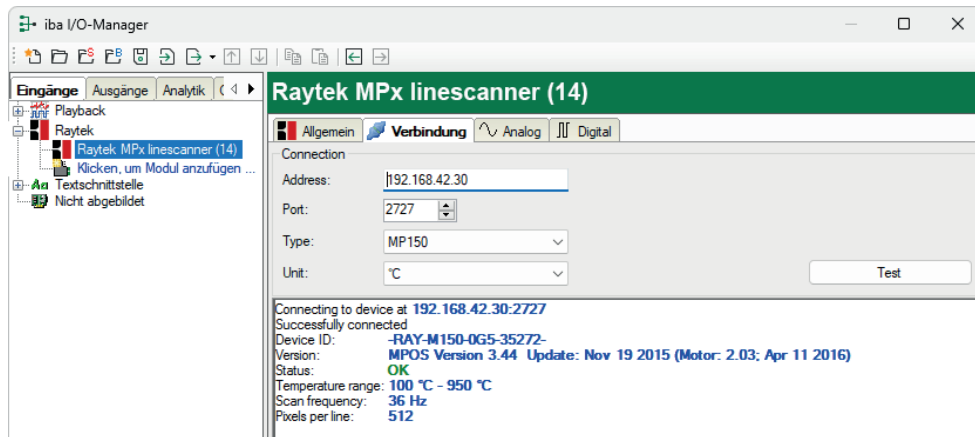 iba I/O-Manager
Eingänge Ausgänge Analytik
Playback
Raytek
Raytek MPx linescanner (14)
Klicken, um Modul anzufügen ...
Textschnittstelle
Nicht abgebildet
Raytek MPx linescanner (14)
Allgemein Verbindung Analog Digital
Connection
Address: 192.168.42.30
Port: 2727
Type: MP150
Unit: °C
Test
Connecting to device at 192.168.42.30:2727
Successfully connected
Device ID: -RAY-M150-0G5-35272-
Version: MPOS Version 3.44 Update: Nov 19 2015 (Motor: 2.03; Apr 11 2016)
Status: OK
Temperature range: 100 °C - 950 °C
Scan frequency: 36 Hz
Pixels per line: 512